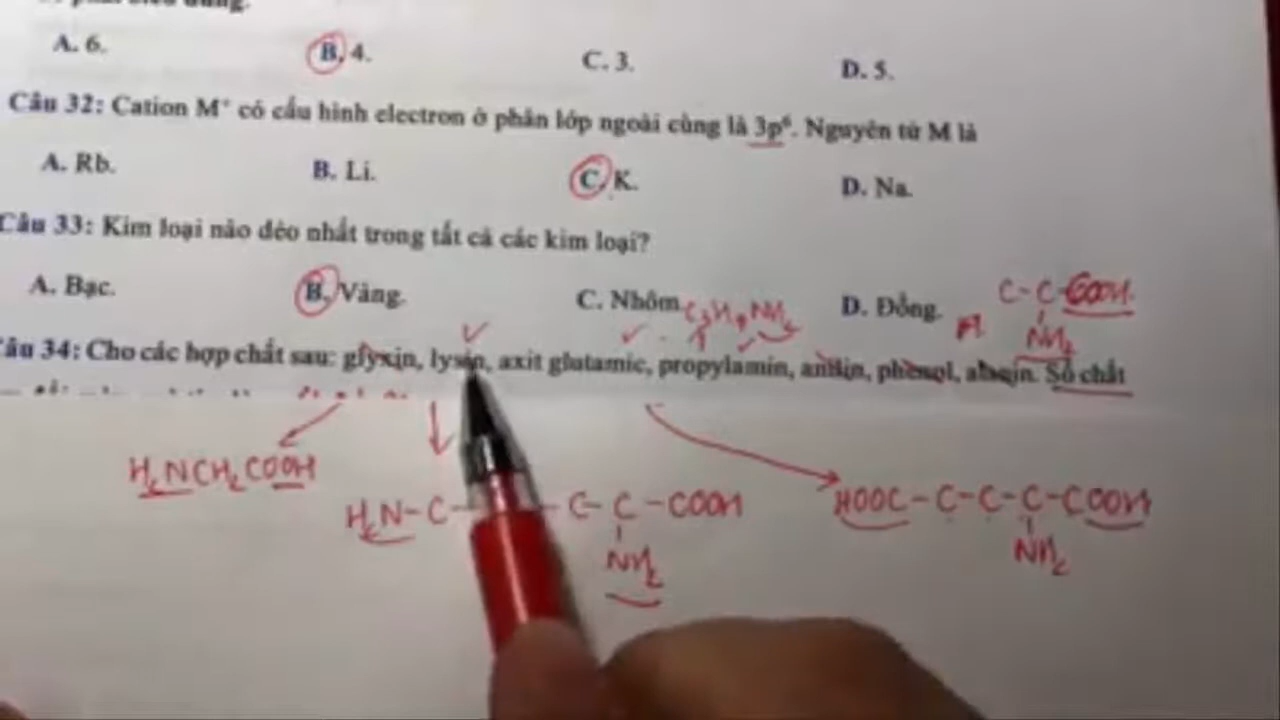 A. 6. B. 4. C. 3. D. 5.
Câu 32: Cation M⁺ có cấu hình electron ở phân lớp ngoài cùng là 3p⁶. Nguyên tử M là
A. Rb. B. Li. C. K. D. Na.
Câu 33: Kim loại nào dẻo nhất trong tất cả các kim loại?
A. Bạc. B. Vàng. C. Nhôm. D. Đồng.
C-C-COOH
NH₂
C₃H₇NH₂
Câu 34: Cho các hợp chất sau: glyxin, lysin, axit glutamic, propylamin, anilin, phenol, alanin. Số chất
H₂NCH₂COOH
H₂N-C- -C-C-COOH
NH₂
HOOC-C-C-C-COOH
NH₂